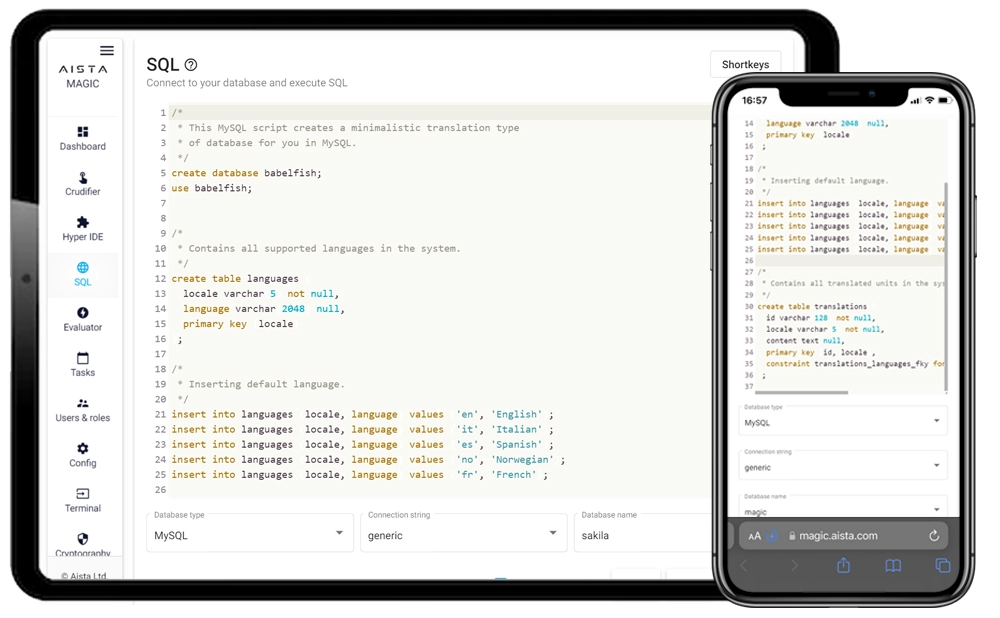 AISTA
MAGIC
Dashboard
Crudifier
Hyper IDE
SQL
Evaluator
Tasks
Users & roles
Config
Terminal
Cryptography
© Aista Ltd.
SQL ?
Connect to your database and execute SQL
Shortkeys
1 /*
2  * This MySQL script creates a minimalistic translation type
3  * of database for you in MySQL.
4  */
5 create database babelfish;
6 use babelfish;
7
8
9 /*
10  * Contains all supported languages in the system.
11  */
12 create table languages
13   locale varchar 5  not null,
14   language varchar 2048  null,
15   primary key  locale
16  ;
17
18 /*
19  * Inserting default language.
20  */
21 insert into languages  locale, language  values  'en', 'English' ;
22 insert into languages  locale, language  values  'it', 'Italian' ;
23 insert into languages  locale, language  values  'es', 'Spanish' ;
24 insert into languages  locale, language  values  'no', 'Norwegian' ;
25 insert into languages  locale, language  values  'fr', 'French' ;
26
Database type
MySQL
Connection string
generic
Database name
sakila
16:57
14   language varchar 2048  null,
15   primary key  locale
16  ;
17
18 /*
19  * Inserting default language.
20  */
21 insert into languages  locale, language  va
22 insert into languages  locale, language  va
23 insert into languages  locale, language  va
24 insert into languages  locale, language  va
25 insert into languages  locale, language  va
26
27 /*
28  * Contains all translated units in the sys
29  */
30 create table translations
31   id varchar 128  not null,
32   locale varchar 5  not null,
33   content text null,
34   primary key  id, locale ,
35   constraint translations_languages_fky for
36  ;
37
Database type
MySQL
Connection string
generic
Database name
magic
AA
magic.aista.com